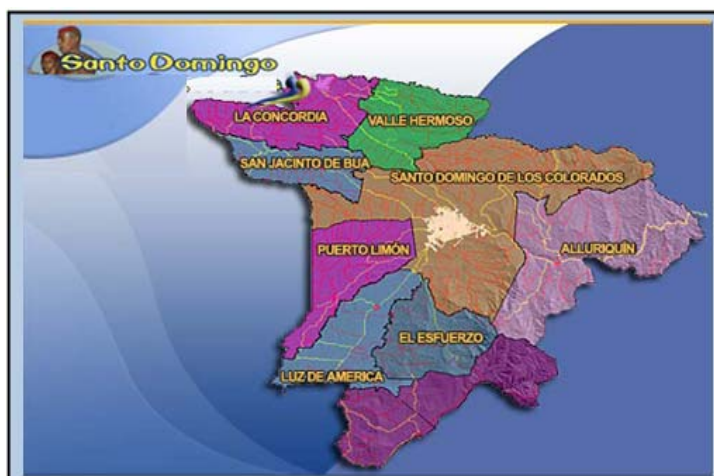 Santo Domingo
LA CONCORDIA
VALLE HERMOSO
SAN JACINTO DE BUA
SANTO DOMINGO DE LOS COLORADOS
PUERTO LIMÓN
ALLURIQUÍN
EL ESFUERZO
LUZ DE AMERICA